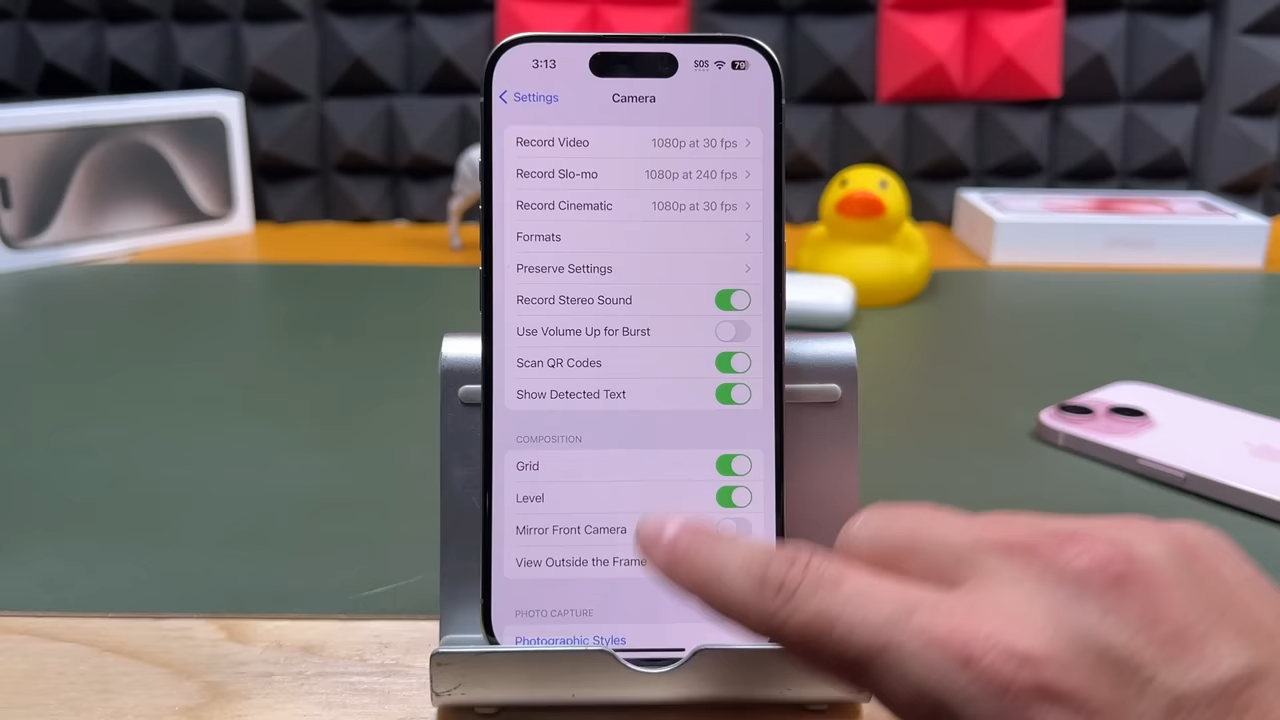 3:13 SOS 79
Settings Camera
Record Video 1080p at 30 fps
Record Slo-mo 1080p at 240 fps
Record Cinematic 1080p at 30 fps
Formats
Preserve Settings
Record Stereo Sound
Use Volume Up for Burst
Scan QR Codes
Show Detected Text
COMPOSITION
Grid
Level
Mirror Front Camera
View Outside the Frame
PHOTO CAPTURE
Photographic Styles